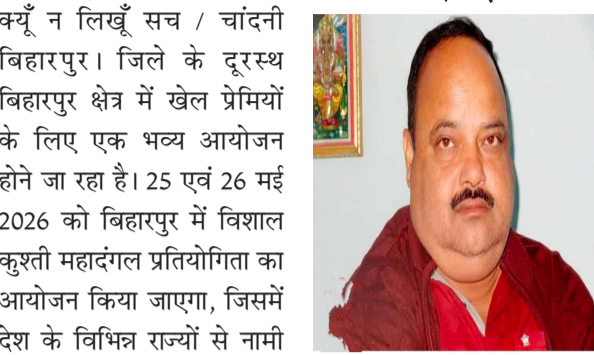 क्यूँ न लिखूँ सच / चांदनी
बिहारपुर। जिले के दूरस्थ
बिहारपुर क्षेत्र में खेल प्रेमियों
के लिए एक भव्य आयोजन
होने जा रहा है। 25 एवं 26 मई
2026 को बिहारपुर में विशाल
कुश्ती महादंगल प्रतियोगिता का
आयोजन किया जाएगा, जिसमें
देश के विभिन्न राज्यों से नामी